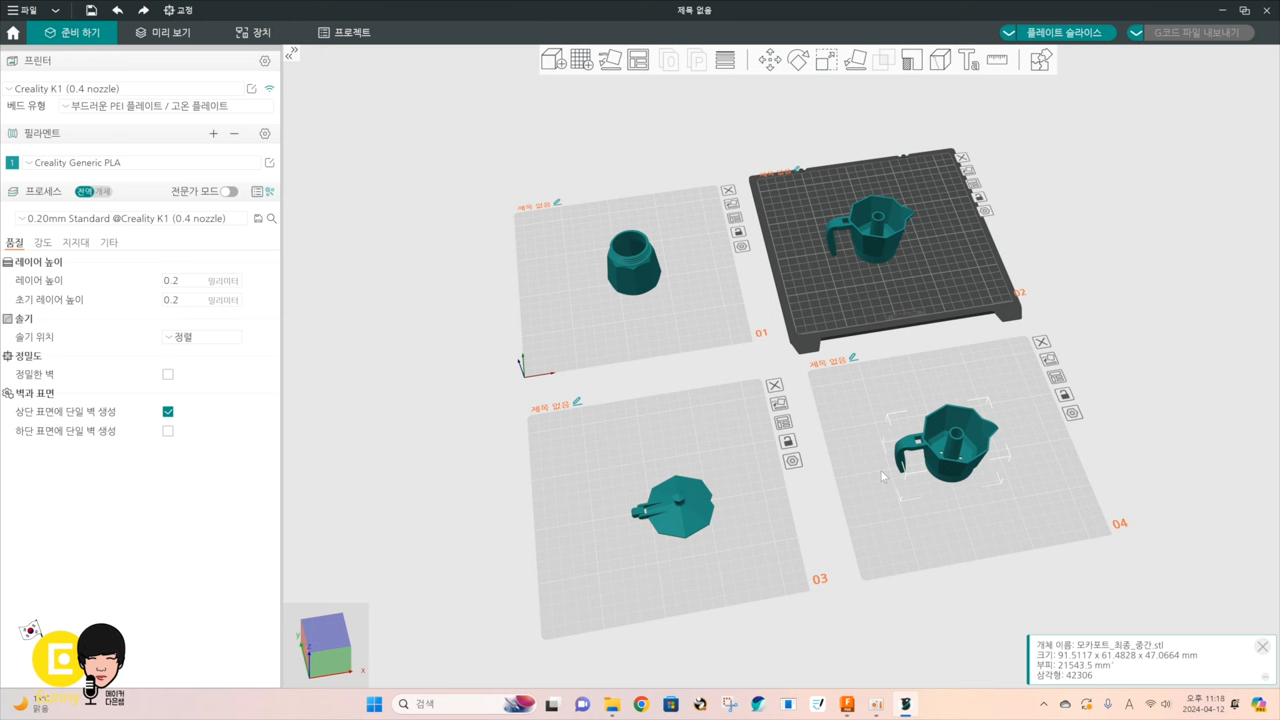 파일
교정
제목 없음
준비 하기
미리 보기
장치
프로젝트
플레이트 슬라이스
G코드 파일 내보내기
프린터
Creality K1 (0.4 nozzle)
베드 유형
부드러운 PEI 플레이트 / 고온 플레이트
필라멘트
1
Creality Generic PLA
프로세스
전역
개체
전문가 모드
0.20mm Standard @Creality K1 (0.4 nozzle)
품질
강도
지지대
기타
레이어 높이
레이어 높이
0.2
밀리미터
초기 레이어 높이
0.2
밀리미터
솔기
솔기 위치
정렬
정밀도
정밀한 벽
벽과 표면
상단 표면에 단일 벽 생성
하단 표면에 단일 벽 생성
제목 없음
01
제목 없음
02
제목 없음
03
제목 없음
04
개체 이름: 모카포트_최종_중간.stl
크기: 91.5117 x 61.4828 x 47.0664 mm
부피: 21543.5 mm³
삼각형: 42306
메이커
다은쌤
맑음
검색
A
오후 11:18
2024-04-12